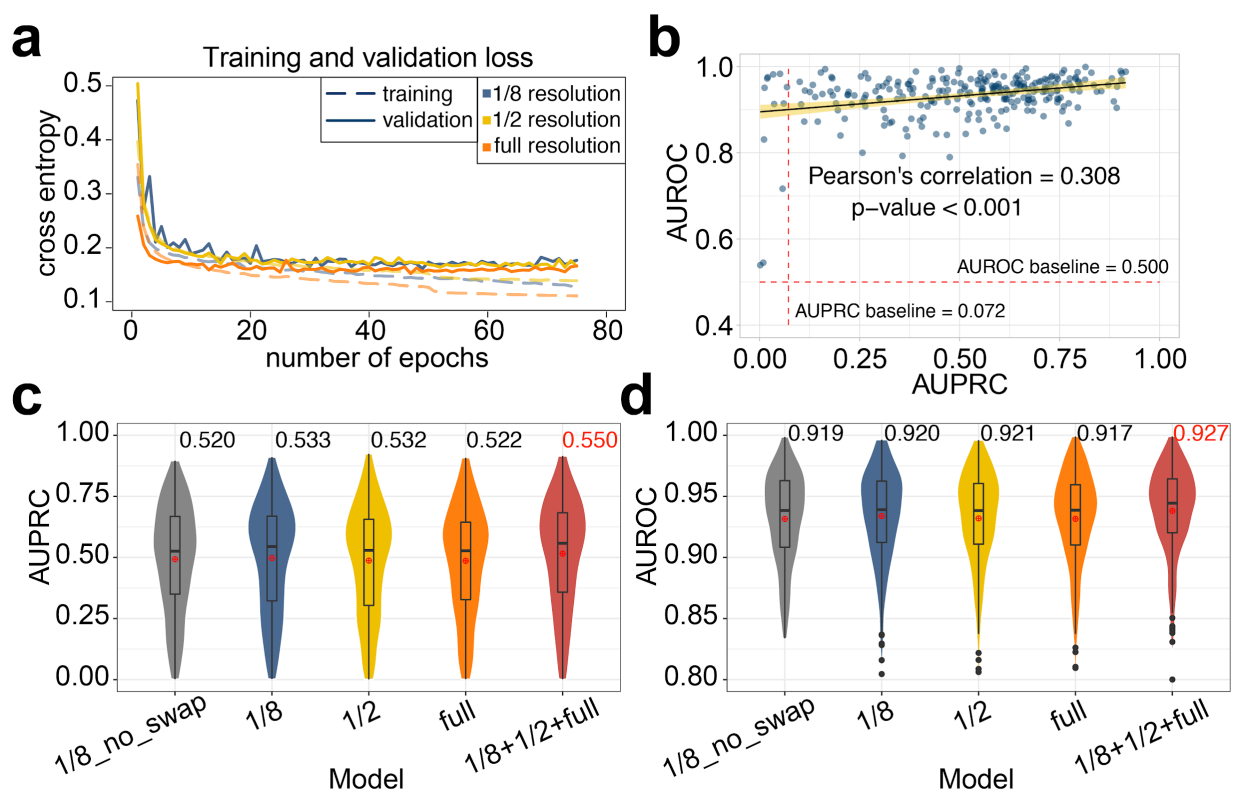 a
Training and validation loss
0.5
0.4
0.3
0.2
0.1
cross entropy
training
validation
1/8 resolution
1/2 resolution
full resolution
0
20
40
60
80
number of epochs
b
1.0
0.8
0.6
0.4
AUROC
Pearson's correlation = 0.308
p−value < 0.001
AUROC baseline = 0.500
AUPRC baseline = 0.072
0.00
0.25
0.50
0.75
1.00
AUPRC
c
1.00
0.75
0.50
0.25
0.00
AUPRC
0.520
0.533
0.532
0.522
0.550
1/8_no_swap
1/8
1/2
full
1/8+1/2+full
Model
d
1.00
0.95
0.90
0.85
0.80
AUROC
0.919
0.920
0.921
0.917
0.927
1/8_no_swap
1/8
1/2
full
1/8+1/2+full
Model